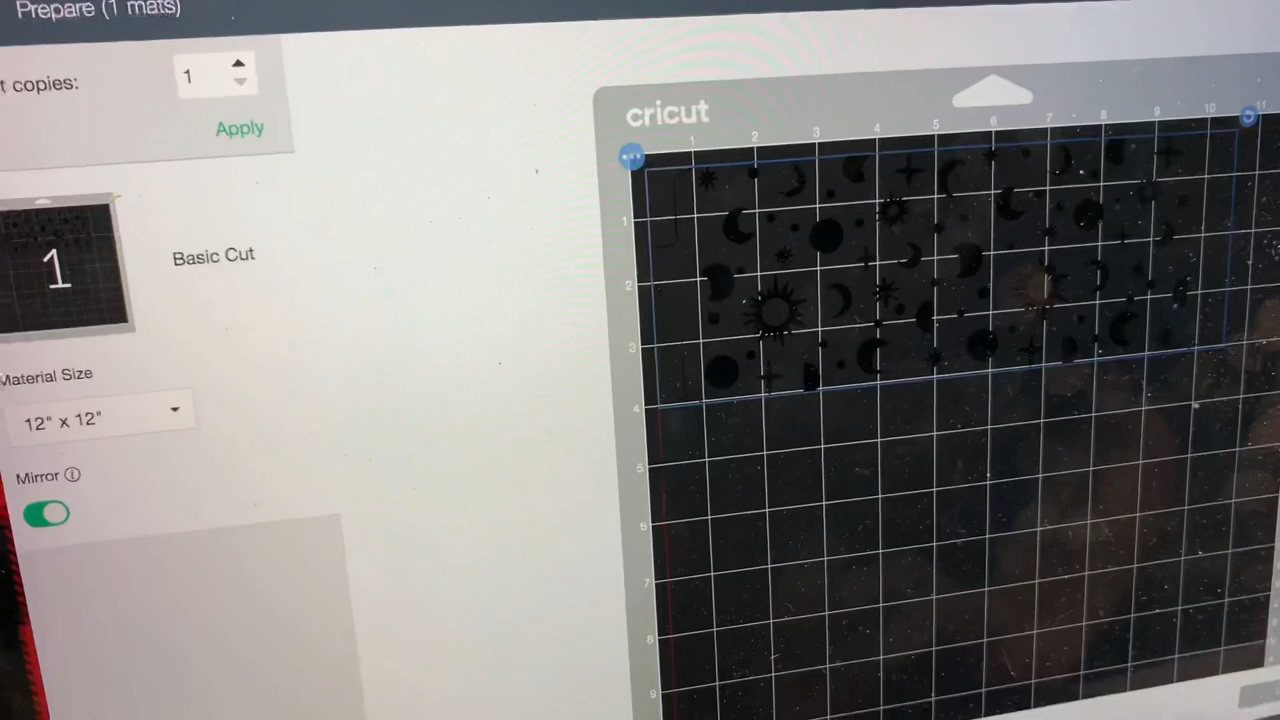 Prepare (1 mats)
t copies:
1
Apply
1
Basic Cut
Material Size
12" x 12"
Mirror
cricut
1 2 3 4 5 6 7 8 9 10 11
1
2
3
4
5
6
7
8
9